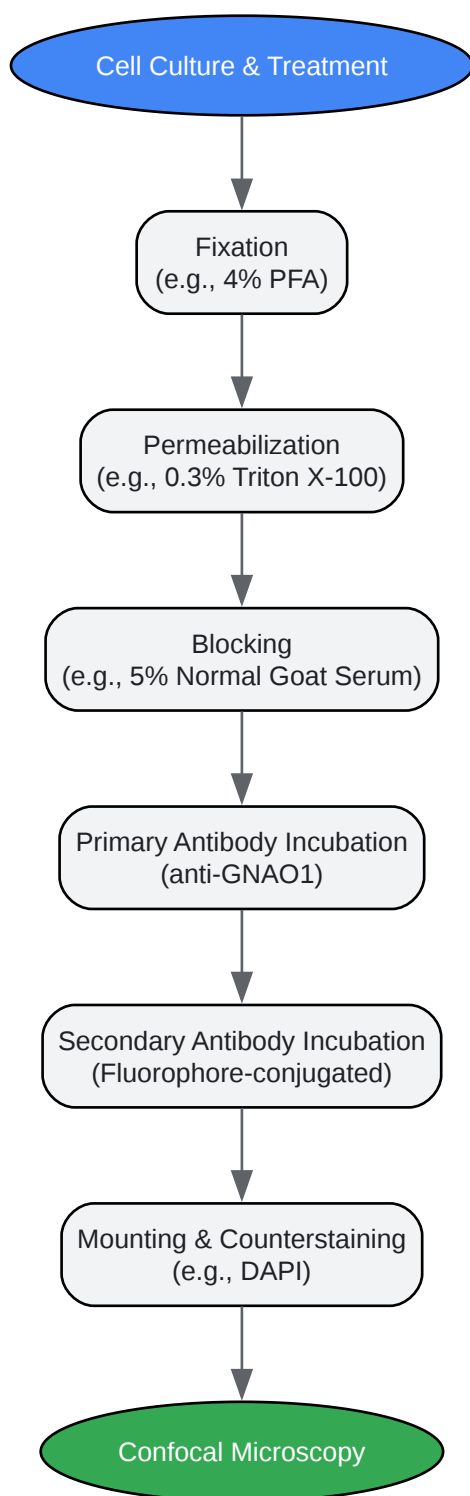 Cell Culture & Treatment
Fixation
(e.g., 4% PFA)
Permeabilization
(e.g., 0.3% Triton X-100)
Blocking
(e.g., 5% Normal Goat Serum)
Primary Antibody Incubation
(anti-GNAO1)
Secondary Antibody Incubation
(Fluorophore-conjugated)
Mounting & Counterstaining
(e.g., DAPI)
Confocal Microscopy